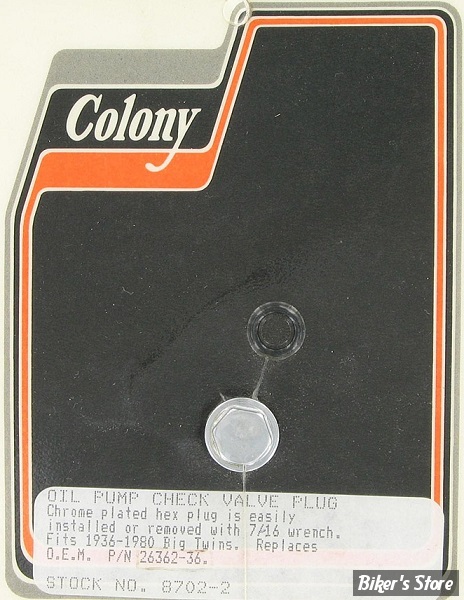 Colony
OIL PUMP CHECK VALVE PLUG
Chrome plated hex plug is easily
installed or removed with 7/16 wrench.
Fits 1936-1980 Big Twins. Replaces
O.E.M. P/N 26362-36.
STOCK NO. 8702-2
Biker's Store